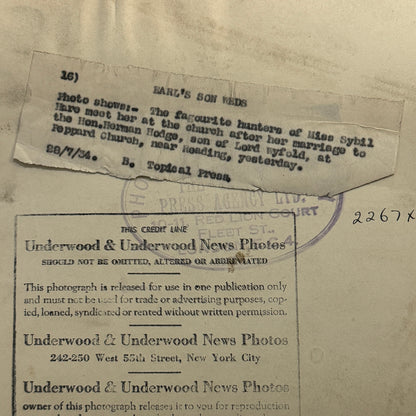 16)
EARL'S SON WEDS
Photo shows:- The fagourite hunters of Miss Sybil
Hare meet her at the church after her marriage to
the Hon.Herman Hodge, son of Lord Wyfold, at
Peppard Church, near Reading, yesterday.
28/7/34. B. Topical Press.
PRESS AGENCY LTD.
10-11 RED LION COURT
FLEET ST.,
2267
THIS CREDIT LINE
Underwood & Underwood News Photos
SHOULD NOT BE OMITTED, ALTERED OR ABBREVIATED
This photograph is released for use in one publication only
and must not be used for trade or advertising purposes, cop-
ied, loaned, syndicated or rented without written permission.
Underwood & Underwood News Photos
242-250 West 55th Street, New York City
Underwood & Underwood News Photos
owner of this photograph releases it to you for reproduction